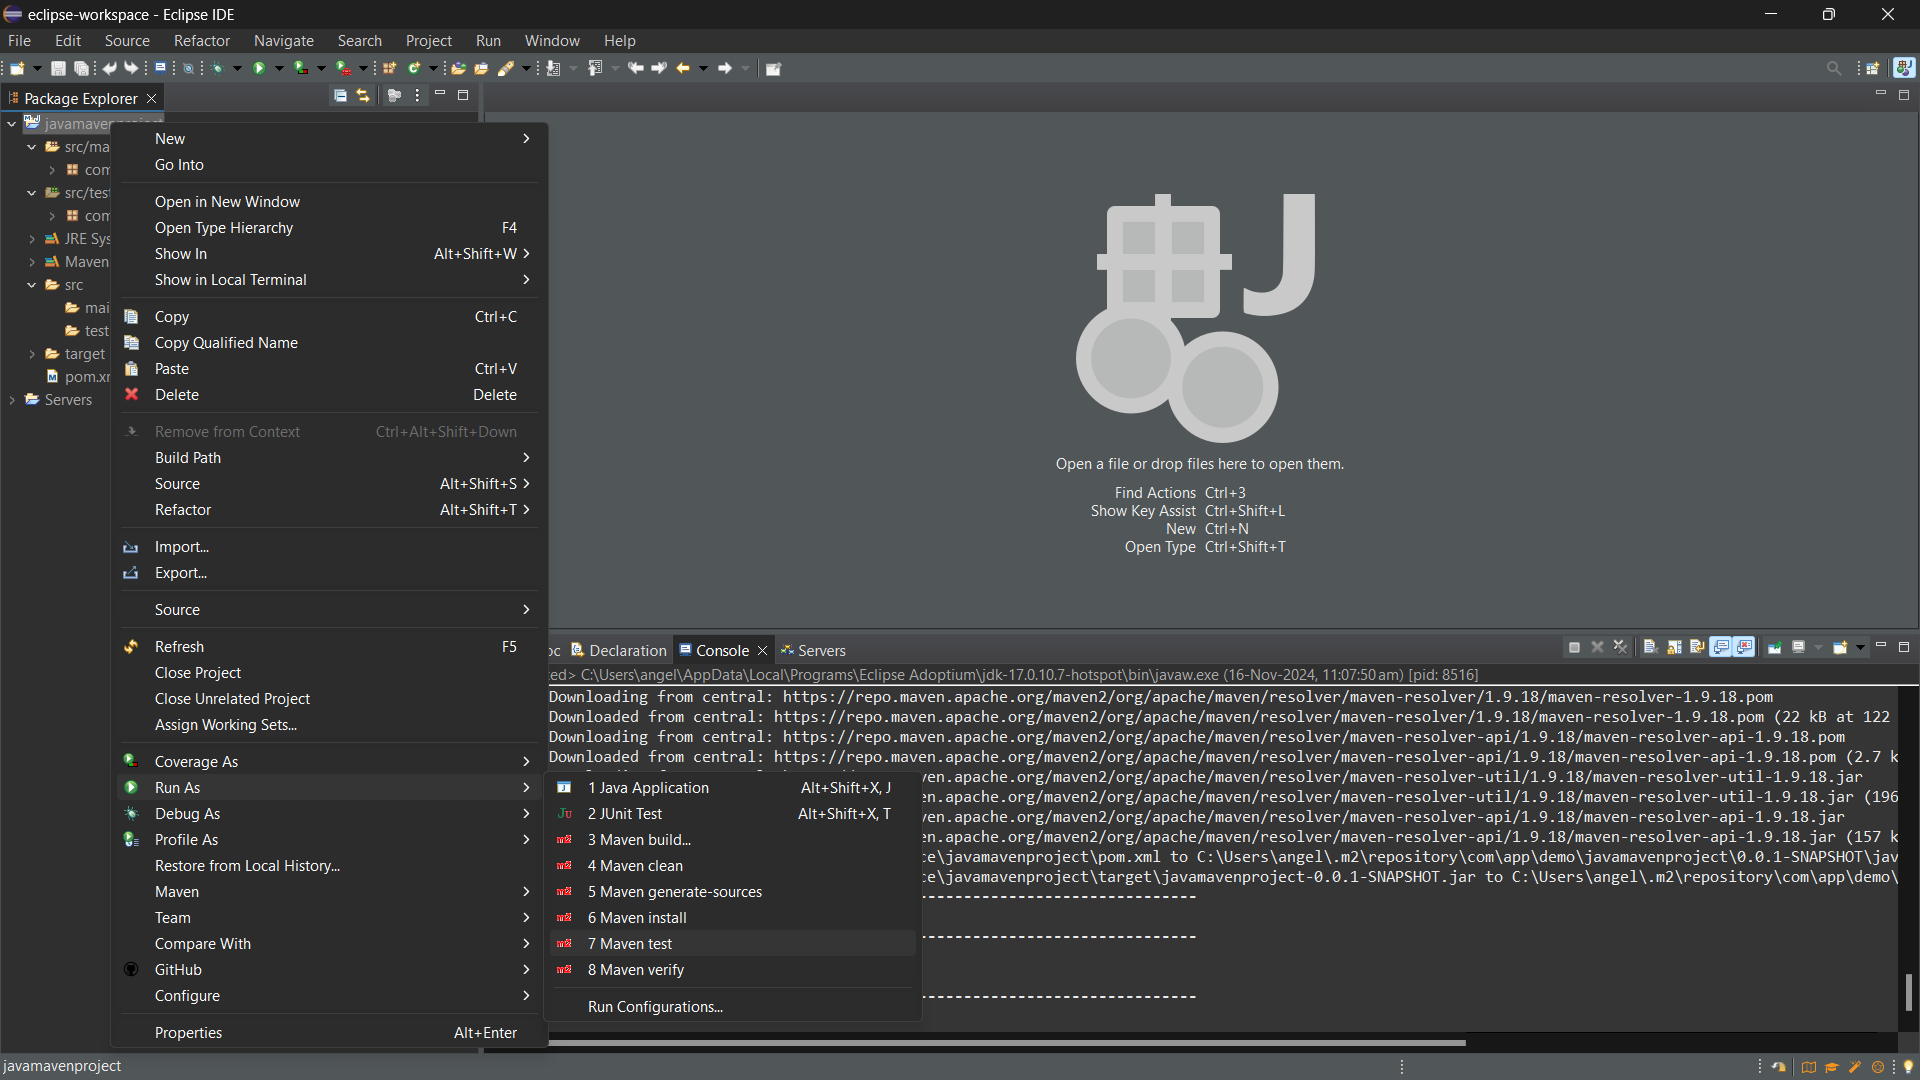 eclipse-workspace - Eclipse IDE
File Edit Source Refactor Navigate Search Project Run Window Help
Package Explorer
src/ma
com
src/test
com
JRE Sys
Maven
src
mai
test
target
pom.xm
Servers
New
Go Into
Open in New Window
Open Type Hierarchy F4
Show In Alt+Shift+W
Show in Local Terminal
Copy Ctrl+C
Copy Qualified Name
Paste Ctrl+V
Delete Delete
Remove from Context Ctrl+Alt+Shift+Down
Build Path
Source Alt+Shift+S
Refactor Alt+Shift+T
Import...
Export...
Source
Refresh F5
Close Project
Close Unrelated Project
Assign Working Sets...
Coverage As
Run As
Debug As
Profile As
Restore from Local History...
Maven
Team
Compare With
GitHub
Configure
Properties Alt+Enter
1 Java Application Alt+Shift+X, J
2 JUnit Test Alt+Shift+X, T
3 Maven build...
4 Maven clean
5 Maven generate-sources
6 Maven install
7 Maven test
8 Maven verify
Run Configurations...
J
Open a file or drop files here to open them.
Find Actions Ctrl+3
Show Key Assist Ctrl+Shift+L
New Ctrl+N
Open Type Ctrl+Shift+T
oc Declaration Console Servers
ed> C:\Users\angel\AppData\Local\Programs\Eclipse Adoptium\jdk-17.0.10.7-hotspot\bin\javaw.exe (16-Nov-2024, 11:07:50 am) [pid: 8516]
Downloading from central: https://repo.maven.apache.org/maven2/org/apache/maven/resolver/maven-resolver/1.9.18/maven-resolver-1.9.18.pom
Downloaded from central: https://repo.maven.apache.org/maven2/org/apache/maven/resolver/maven-resolver/1.9.18/maven-resolver-1.9.18.pom (22 kB at 122
Downloading from central: https://repo.maven.apache.org/maven2/org/apache/maven/resolver/maven-resolver-api/1.9.18/maven-resolver-api-1.9.18.pom
Downloaded from central: https://repo.maven.apache.org/maven2/org/apache/maven/resolver/maven-resolver-api/1.9.18/maven-resolver-api-1.9.18.pom (2.7 k
en.apache.org/maven2/org/apache/maven/resolver/maven-resolver-util/1.9.18/maven-resolver-util-1.9.18.jar
en.apache.org/maven2/org/apache/maven/resolver/maven-resolver-util/1.9.18/maven-resolver-util-1.9.18.jar (196
en.apache.org/maven2/org/apache/maven/resolver/maven-resolver-api/1.9.18/maven-resolver-api-1.9.18.jar
en.apache.org/maven2/org/apache/maven/resolver/maven-resolver-api/1.9.18/maven-resolver-api-1.9.18.jar (157 k
e\javamavenproject\pom.xml to C:\Users\angel\.m2\repository\com\app\demo\javamavenproject\0.0.1-SNAPSHOT\jav
e\javamavenproject\target\javamavenproject-0.0.1-SNAPSHOT.jar to C:\Users\angel\.m2\repository\com\app\demo\
------------------------------
------------------------------
------------------------------
javamavenproject